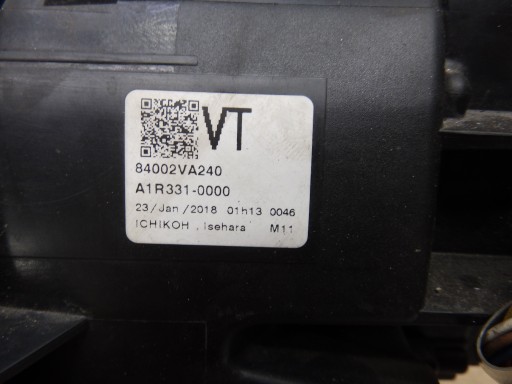 VT
84002VA240
A1R331-0000
23/Jan/2018 01h13 0046
ICHIKOH . Isehara M11